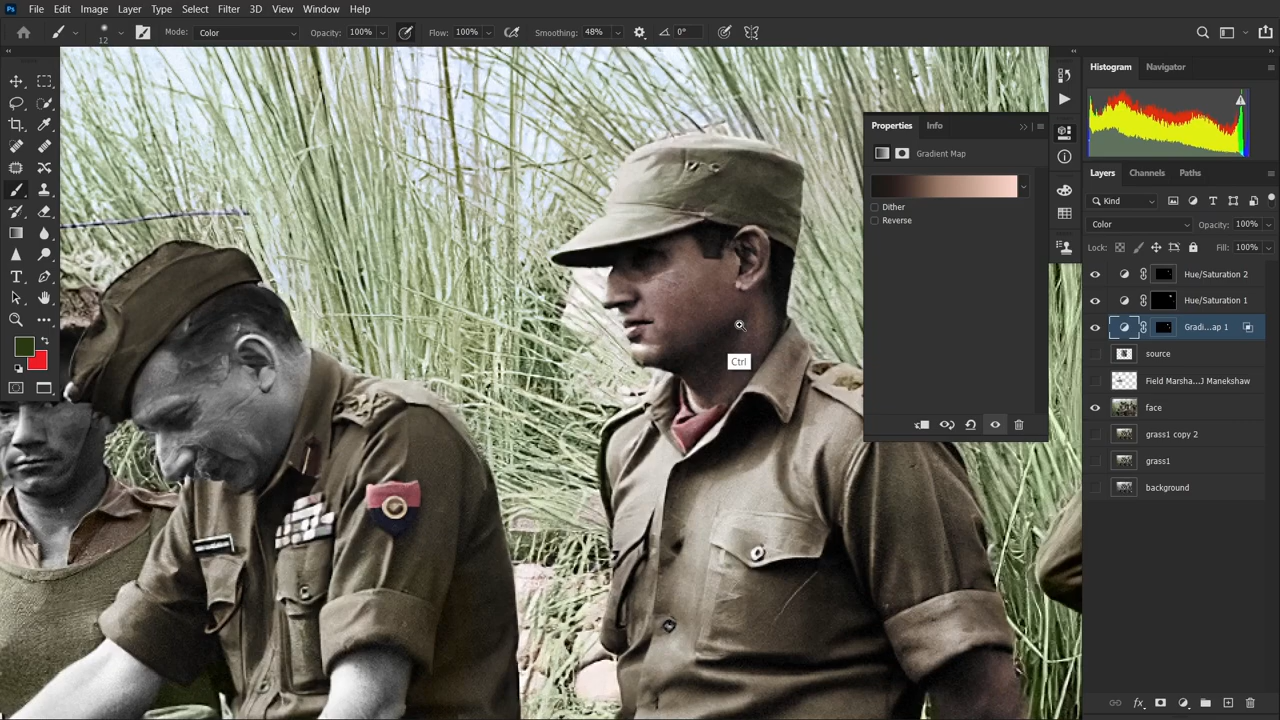 Ps File Edit Image Layer Type Select Filter 3D View Window Help
12 Mode: Color Opacity: 100% Flow: 100% Smoothing: 48% 0°
Histogram Navigator
Properties Info
Gradient Map
Dither
Reverse
Ctrl
Layers Channels Paths
Kind
Color Opacity: 100%
Lock: Fill: 100%
Hue/Saturation 2
Hue/Saturation 1
Gradi...ap 1
source
Field Marsha...J Manekshaw
face
grass1 copy 2
grass1
background
fx